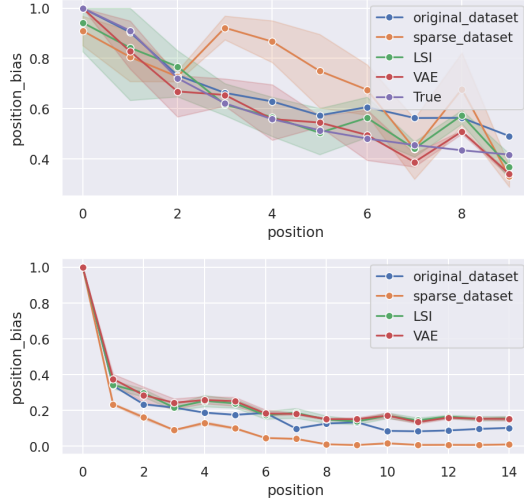 1.0
0.8
0.6
0.4
position_bias
0 2 4 6 8
position
original_dataset
sparse_dataset
LSI
VAE
True
1.0
0.8
0.6
0.4
0.2
0.0
position_bias
0 2 4 6 8 10 12 14
position
original_dataset
sparse_dataset
LSI
VAE